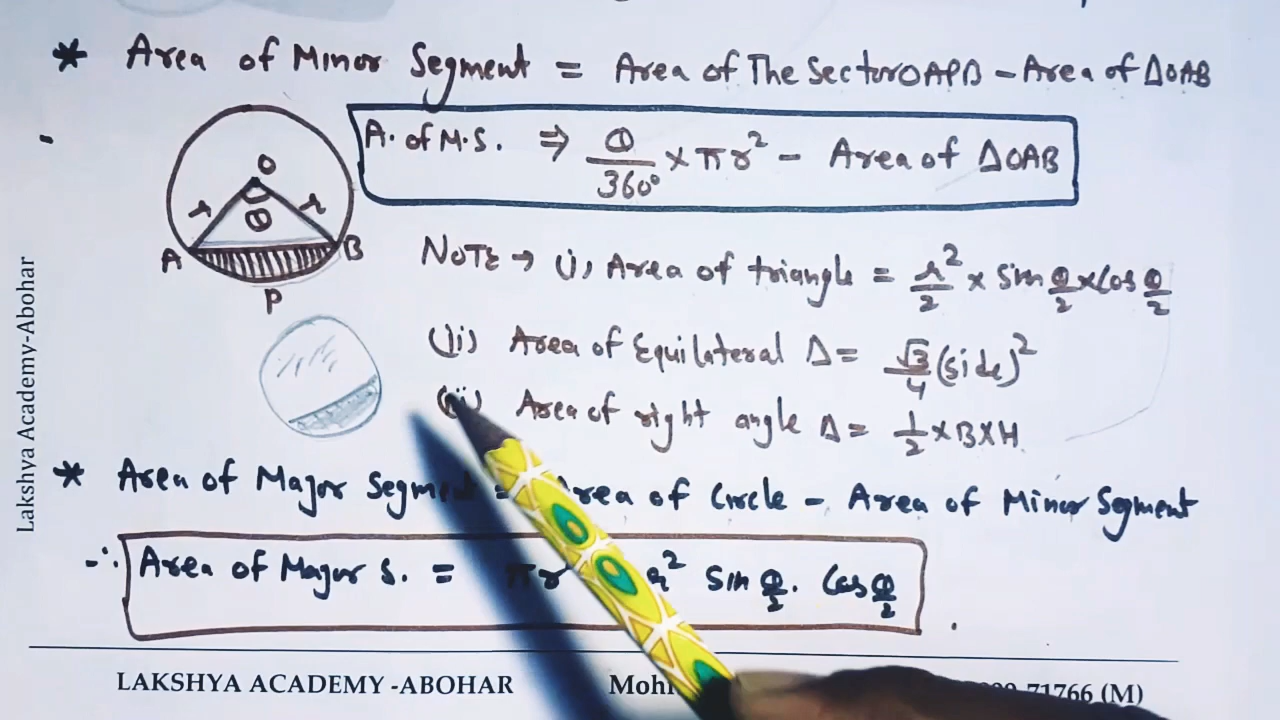 * Area of Minor Segment = Area of The Sector OAPB - Area of ΔOAB
A. of M.S. ⇒ θ/360° × πr² - Area of ΔOAB
O
r r
θ
A B
P
NOTE → (i) Area of triangle = r²/2 × Sin θ/2 × Cos θ/2
(ii) Area of Equilateral Δ = √3/4 (side)²
Area of right angle Δ = 1/2 × B × H
* Area of Major Segment = Area of Circle - Area of Minor Segment
∴ Area of Major S. = πr r² Sin θ/2 . Cos θ/2
LAKSHYA ACADEMY -ABOHAR 71766 (M)
Lakshya Academy-Abohar